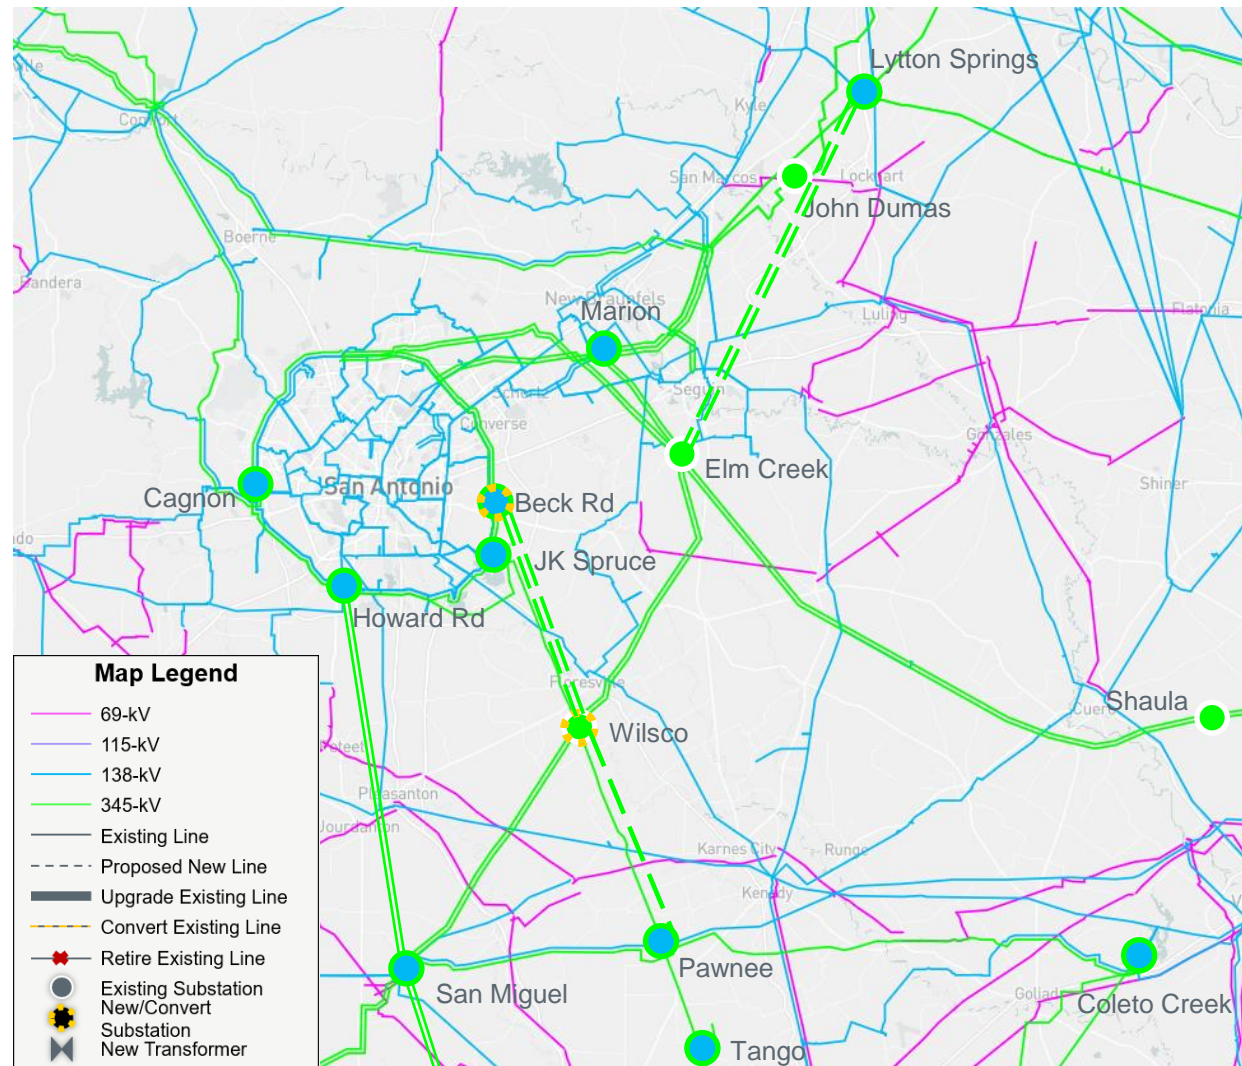 Lytton Springs
Kyle
San Marcos
Lockhart
John Dumas
Boerne
Bandera
New Braunfels
Marion
Luling
Flatonia
Schertz
Seguin
Converse
Gonzales
Elm Creek
Shiner
Cagnon
San Antonio
Beck Rd
JK Spruce
Howard Rd
Floresville
Shaula
Cuero
Wilsco
Poteet
Pleasanton
Jourdanton
Karnes City
Runge
Kenedy
Pawnee
San Miguel
Goliad
Coleto Creek
Tango
Map Legend
69-kV
115-kV
138-kV
345-kV
Existing Line
Proposed New Line
Upgrade Existing Line
Convert Existing Line
Retire Existing Line
Existing Substation
New/Convert
Substation
New Transformer